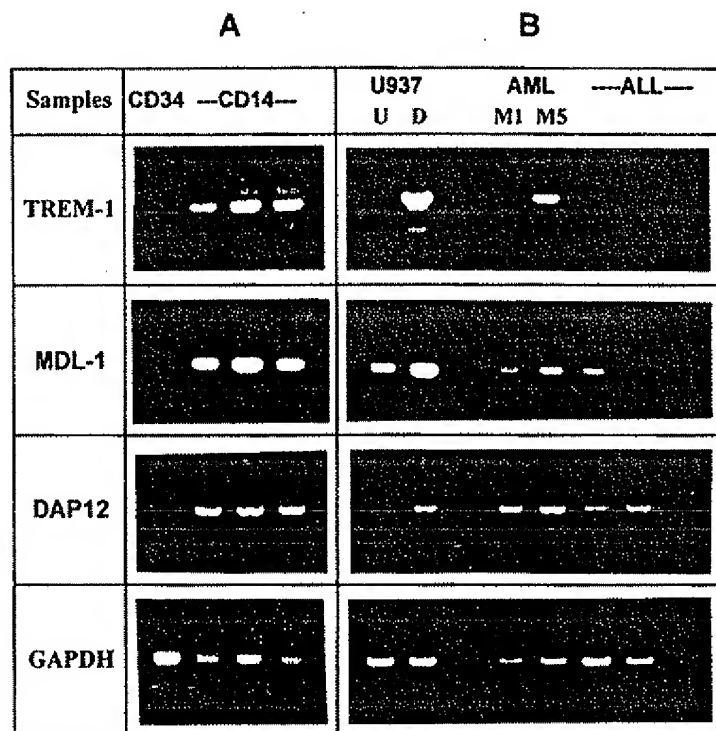 A B
Samples CD34 ---CD14--- U937 AML ----ALL----
U D M1 M5
TREM-1
MDL-1
DAP12
GAPDH